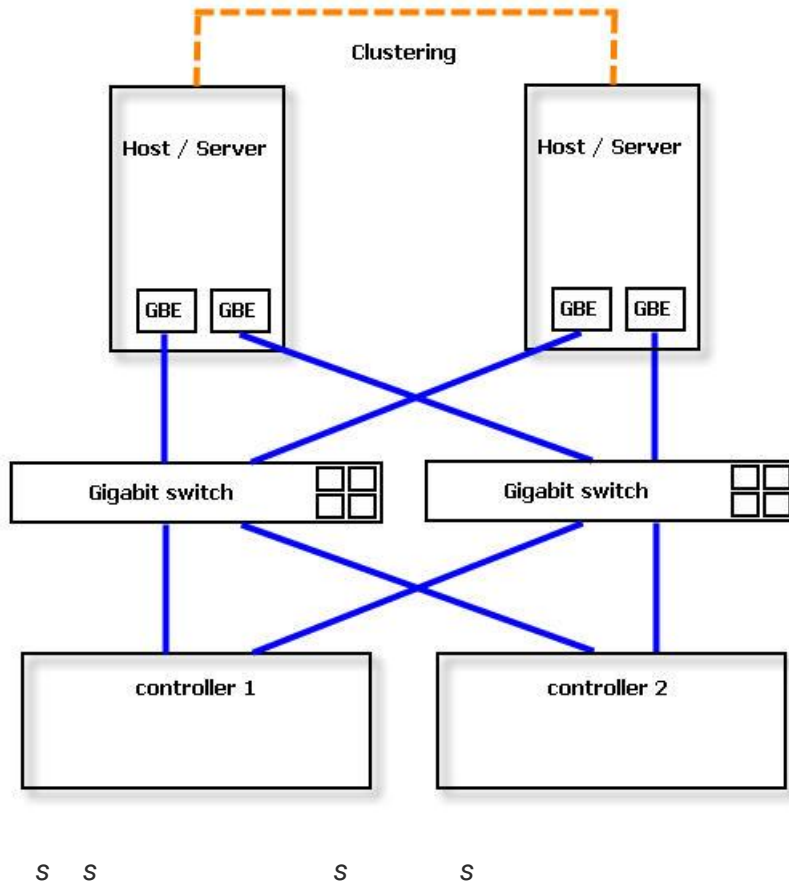 Clustering
Host / Server
Host / Server
GBE
GBE
GBE
GBE
Gigabit switch
Gigabit switch
controller 1
controller 2
s s s s